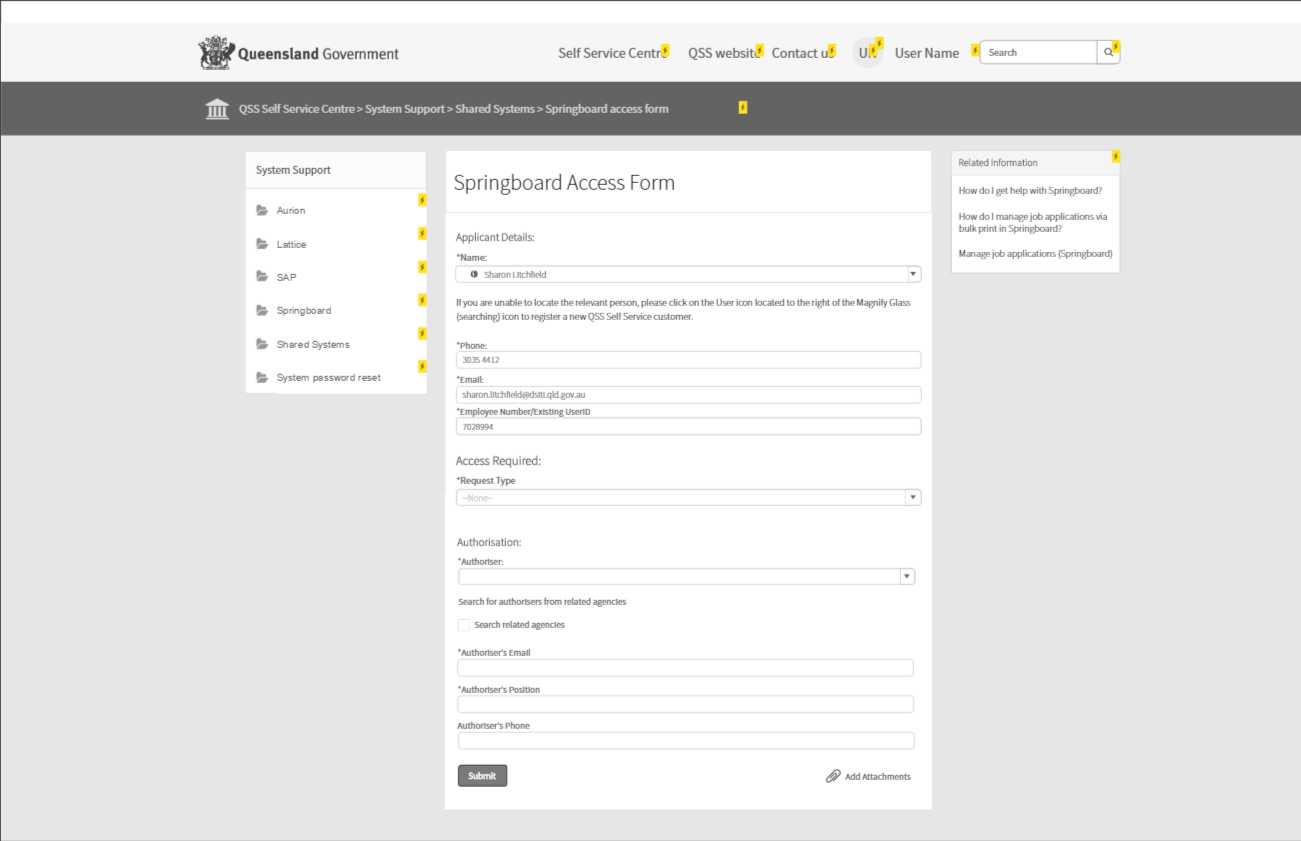 Queensland Government
Self Service Centre
QSS website
Contact us
User Name
Search
QSS Self Service Centre > System Support > Shared Systems > Springboard access form
System Support
Aurion
Lattice
SAP
Springboard
Shared Systems
System password reset
Springboard Access Form
Applicant Details:
*Name:
Sharon Litchfield
If you are unable to locate the relevant person, please click on the User icon located to the right of the Magnify Glass
(searching) icon to register a new QSS Self Service customer.
*Phone:
3035 4412
*Email:
sharon.litchfield@dsiti.qld.gov.au
*Employee Number/Existing UserID
7028994
Access Required:
*Request Type
--None--
Authorisation:
*Authoriser:
Search for authorisers from related agencies
Search related agencies
*Authoriser's Email
*Authoriser's Position
Authoriser's Phone
Submit
Add Attachments
Related Information
How do I get help with Springboard?
How do I manage job applications via
bulk print in Springboard?
Manage job applications (Springboard)